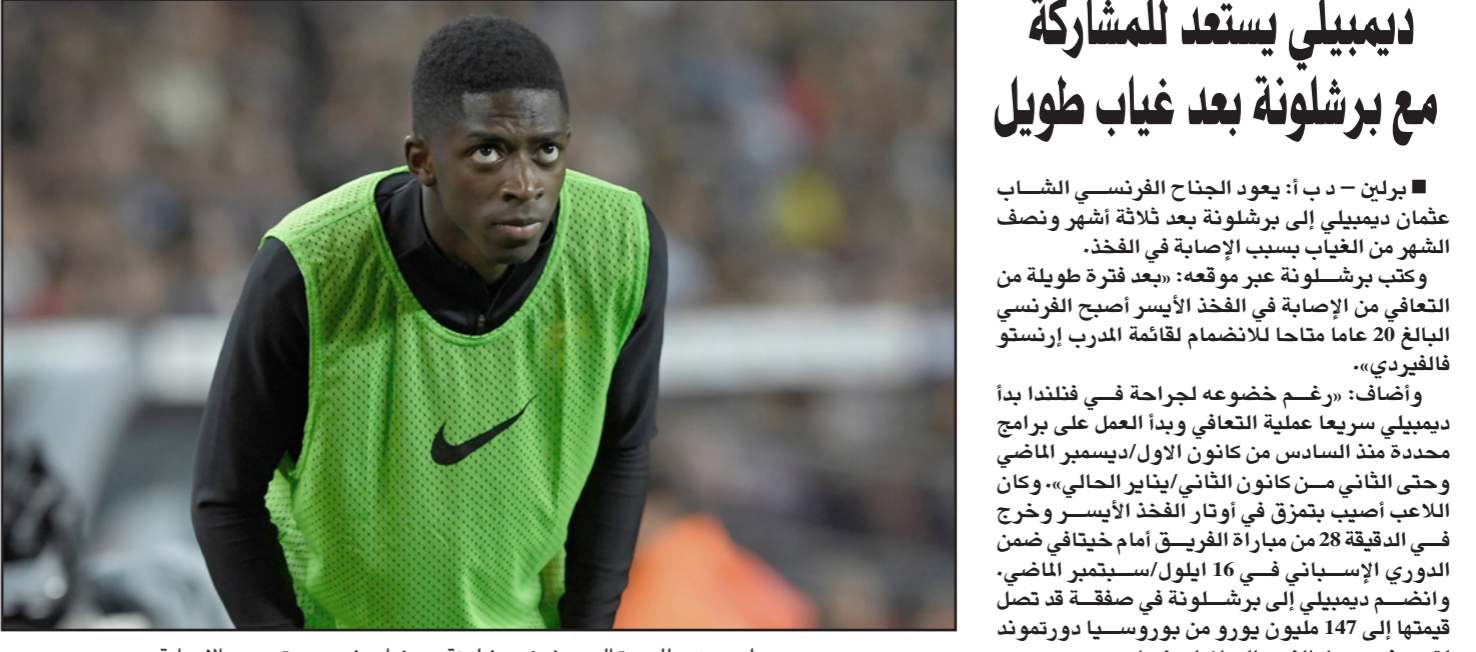 ديمبيلي يستعد للمشاركة
مع برشلونة بعد غياب طويل
■ برلين – د ب أ: يعود الجناح الفرنسي الشاب
عثمان ديمبيلي إلى برشلونة بعد ثلاثة أشهر ونصف
الشهر من الغياب بسبب الإصابة في الفخذ.
وكتب برشلونة عبر موقعه: «بعد فترة طويلة من
التعافي من الإصابة في الفخذ الأيسر أصبح الفرنسي
البالغ 20 عاما متاحا للانضمام لقائمة المدرب إرنستو
فالفيردي».
وأضاف: «رغم خضوعه لجراحة في فنلندا بدأ
ديمبيلي سريعا عملية التعافي وبدأ العمل على برامج
محددة منذ السادس من كانون الاول/ديسمبر الماضي
وحتى الثاني من كانون الثاني/يناير الحالي». وكان
اللاعب أصيب بتمزق في أوتار الفخذ الأيسر وخرج
في الدقيقة 28 من مباراة الفريق أمام خيتافي ضمن
الدوري الإسباني في 16 ايلول/سبتمبر الماضي.
وانضم ديمبيلي إلى برشلونة في صفقة قد تصل
قيمتها إلى 147 مليون يورو من بوروسيا دورتموند